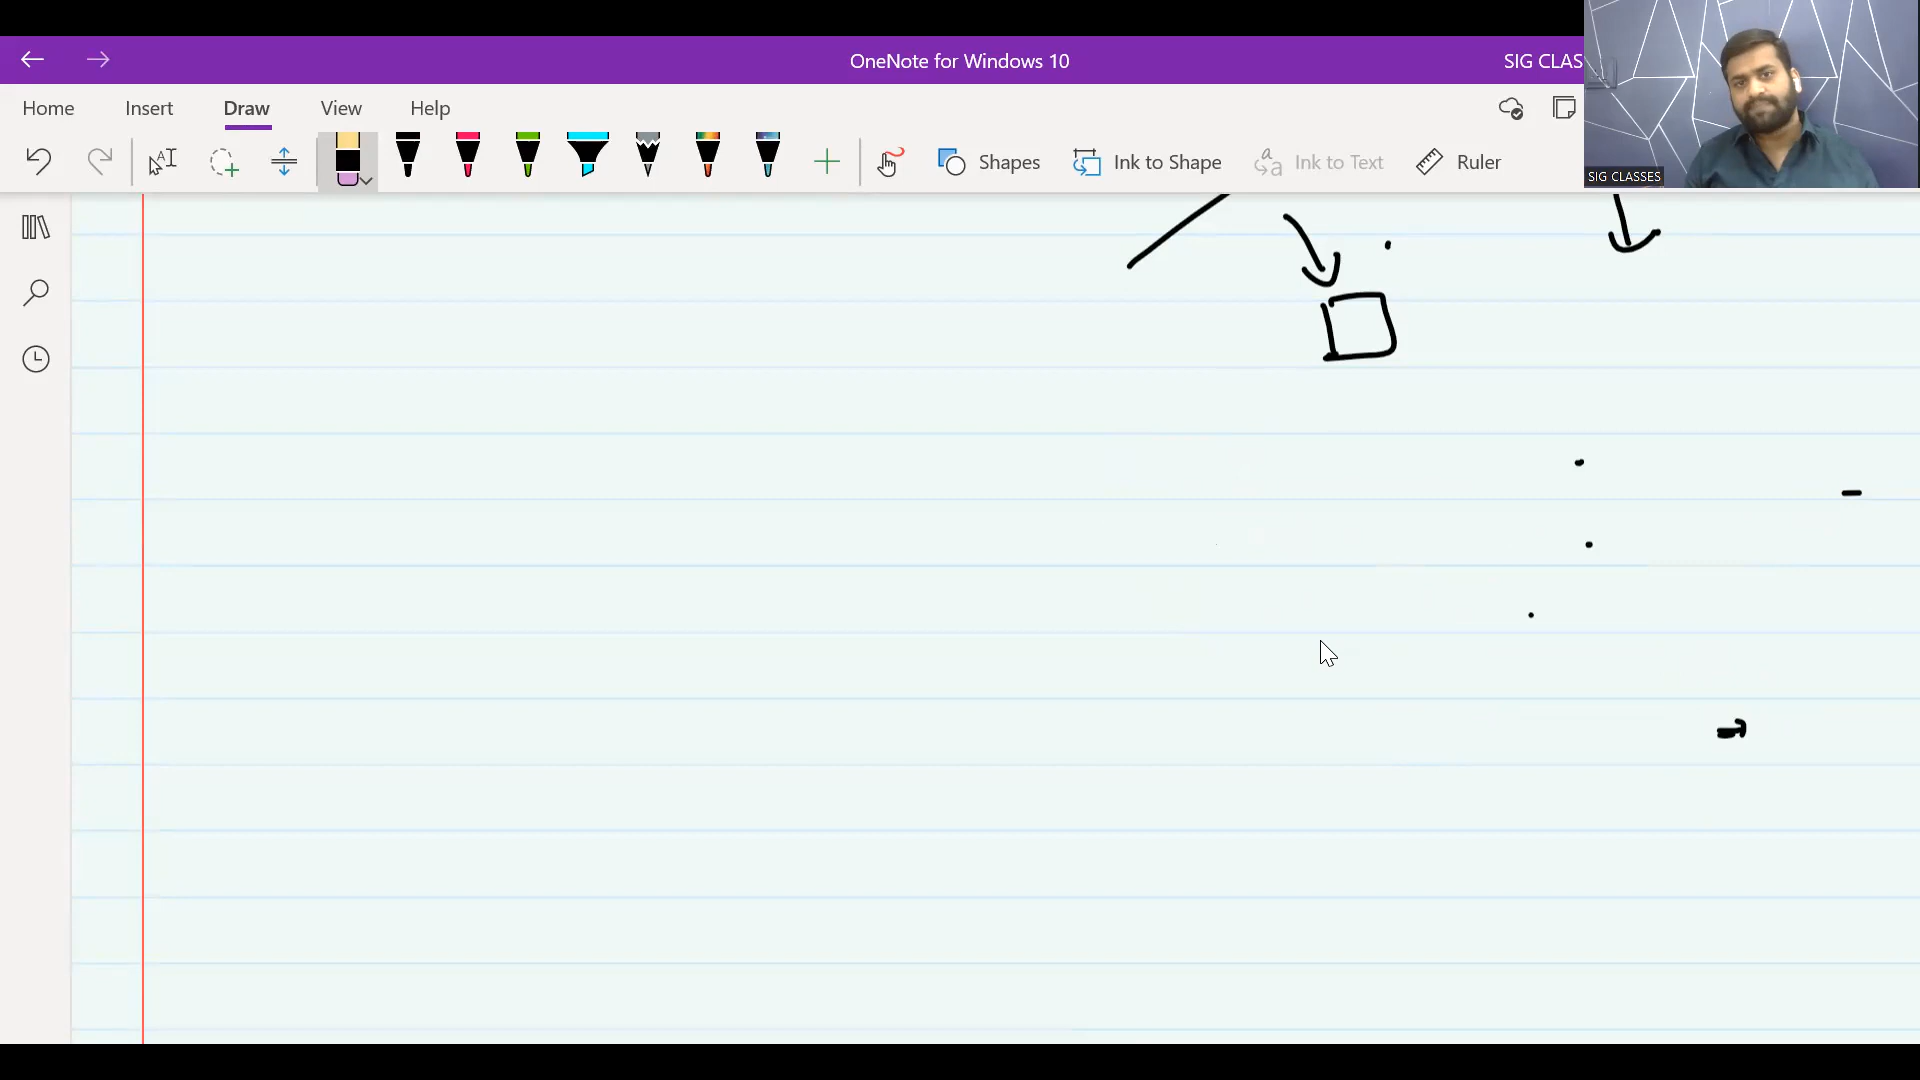 OneNote for Windows 10
SIG CLAS
Home Insert Draw View Help
Shapes Ink to Shape Ink to Text Ruler
SIG CLASSES